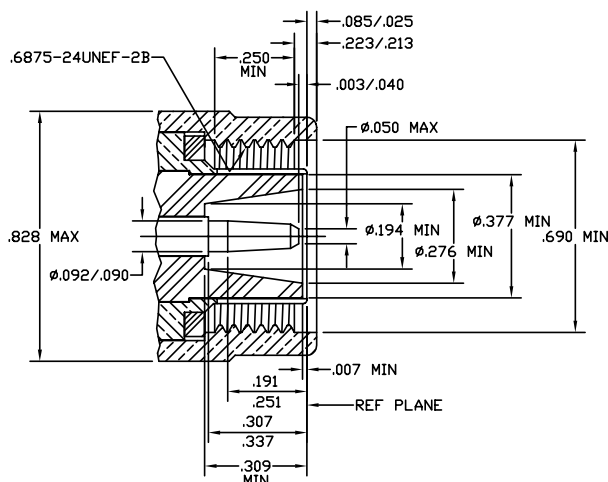 .085/.025
.223/.213
.6875-24UNEF-2B
.250
MIN
.003/.040
Ø.050 MAX
.828 MAX
Ø.194 MIN
Ø.377 MIN
.690 MIN
Ø.276 MIN
Ø.092/.090
.007 MIN
.191
.251
REF PLANE
.307
.337
.309
MIN